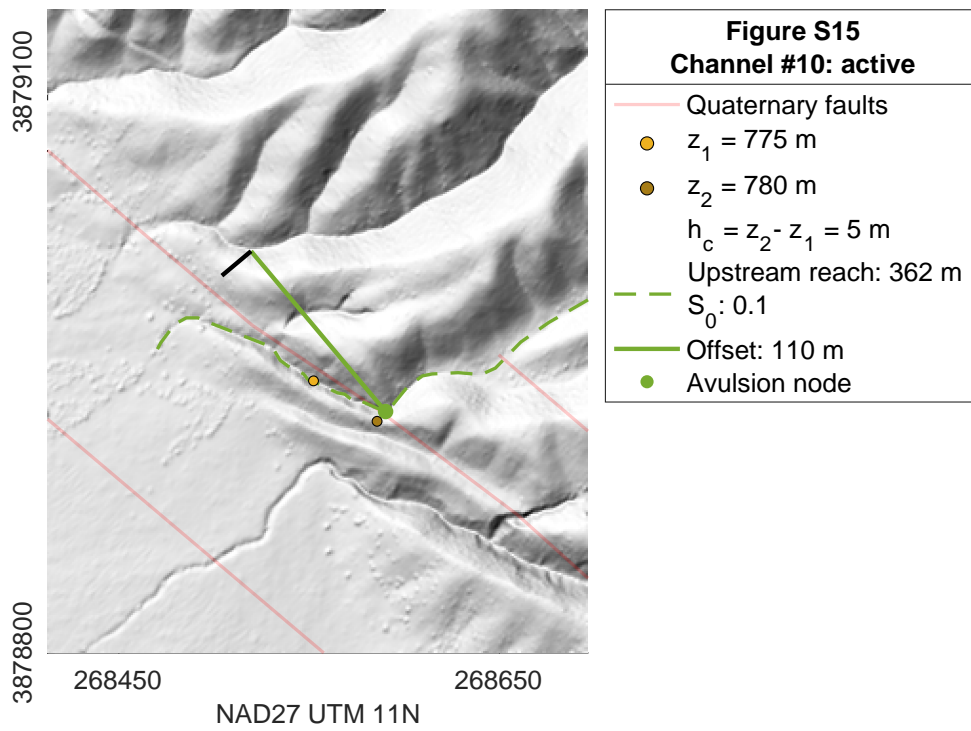 Figure S15
Channel #10: active
Quaternary faults
z1 = 775 m
z2 = 780 m
hc = z2- z1 = 5 m
Upstream reach: 362 m
S0: 0.1
Offset: 110 m
Avulsion node
3879100
3878800
268450
268650
NAD27 UTM 11N